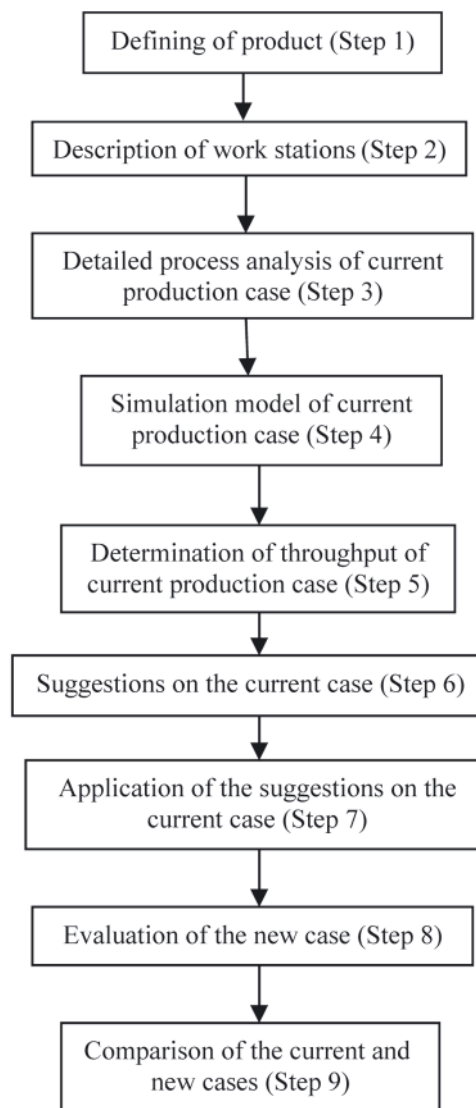 Defining of product (Step 1)
Description of work stations (Step 2)
Detailed process analysis of current
production case (Step 3)
Simulation model of current
production case (Step 4)
Determination of throughput of
current production case (Step 5)
Suggestions on the current case (Step 6)
Application of the suggestions on the
current case (Step 7)
Evaluation of the new case (Step 8)
Comparison of the current and
new cases (Step 9)